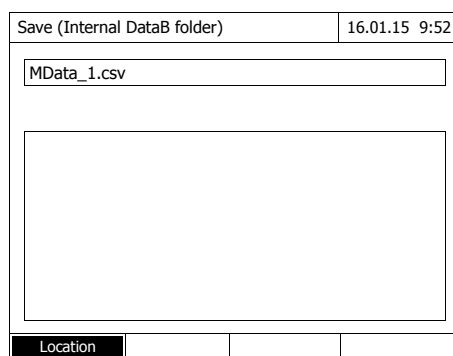 Save (Internal DataB folder) 16.01.15 9:52
MData_1.csv
Location